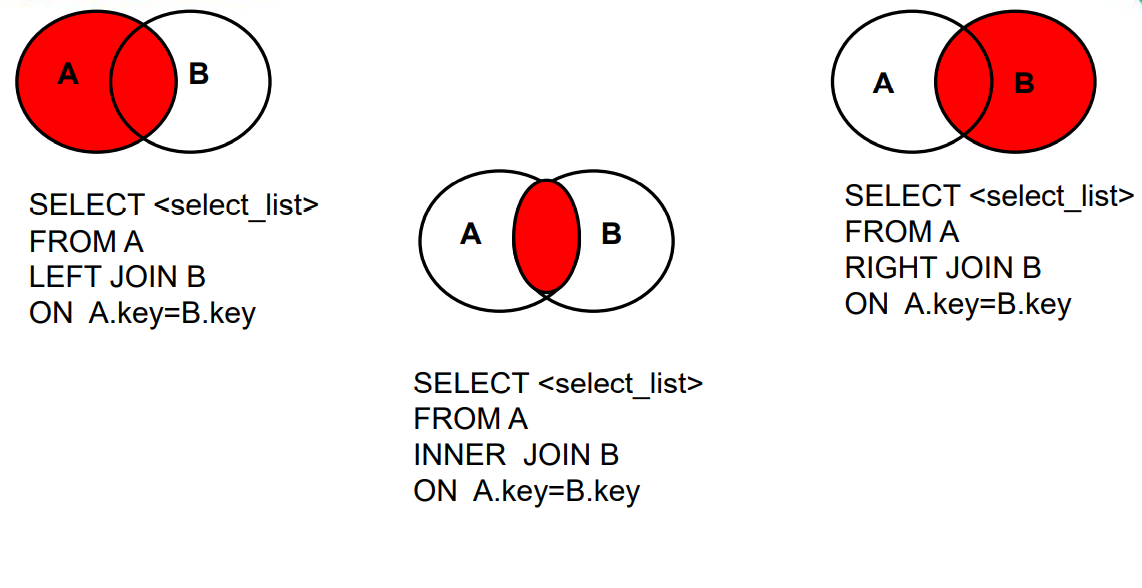 A B
SELECT <select_list>
FROM A
LEFT JOIN B
ON  A.key=B.key
A B
SELECT <select_list>
FROM A
INNER  JOIN B
ON  A.key=B.key
A B
SELECT <select_list>
FROM A
RIGHT JOIN B
ON  A.key=B.key